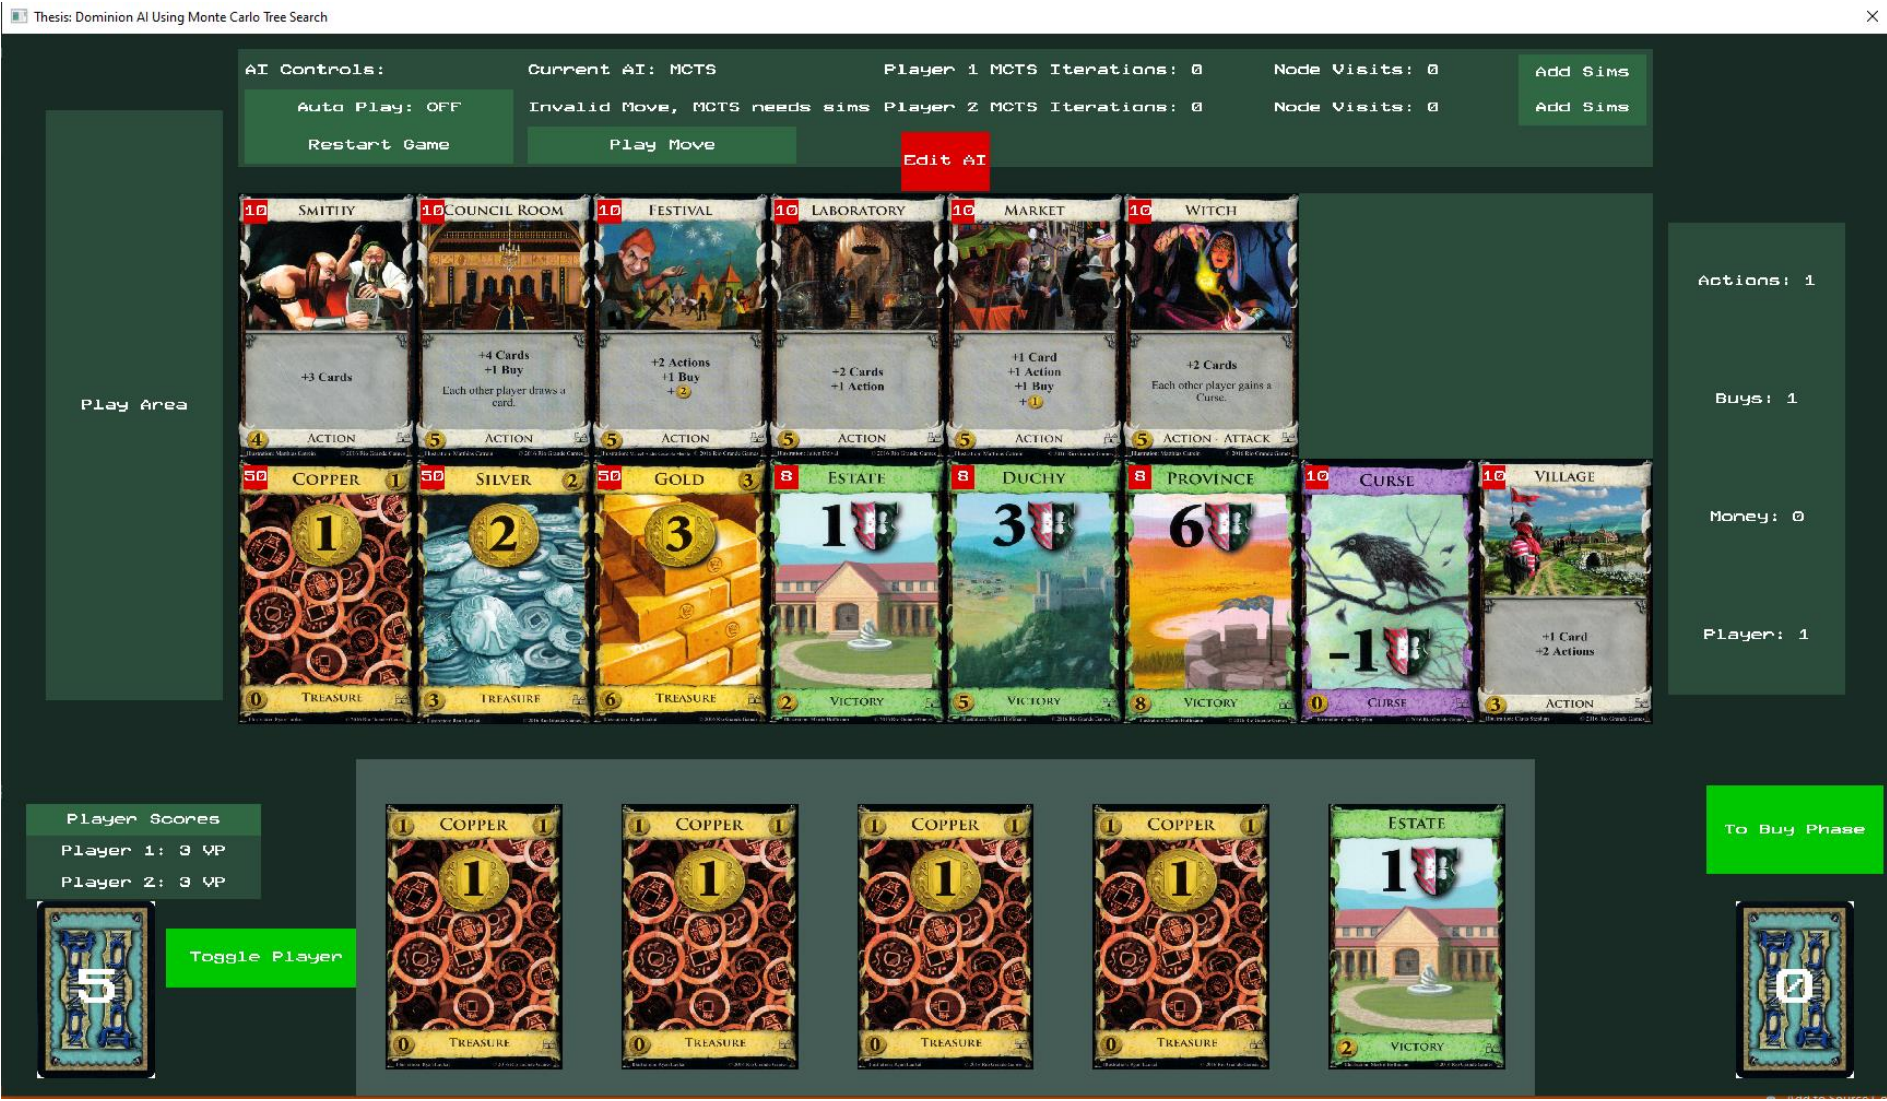 Thesis: Dominion AI Using Monte Carlo Tree Search
AI Controls:
Current AI: MCTS
Player 1 MCTS Iterations: 0
Node Visits: 0
Add Sims
Auto Play: OFF
Invalid Move, MCTS needs sims
Player 2 MCTS Iterations: 0
Node Visits: 0
Add Sims
Restart Game
Play Move
Edit AI
Play Area
10 SMITHY
+3 Cards
4 ACTION
10 COUNCIL ROOM
+4 Cards
+1 Buy
Each other player draws a
card.
5 ACTION
10 FESTIVAL
+2 Actions
+1 Buy
+2
5 ACTION
10 LABORATORY
+2 Cards
+1 Action
5 ACTION
10 MARKET
+1 Card
+1 Action
+1 Buy
+1
5 ACTION
10 WITCH
+2 Cards
Each other player gains a
Curse.
5 ACTION - ATTACK
50 COPPER 1
1
0 TREASURE
50 SILVER 2
2
3 TREASURE
50 GOLD 3
3
6 TREASURE
8 ESTATE
1
2 VICTORY
8 DUCHY
3
5 VICTORY
8 PROVINCE
6
8 VICTORY
10 CURSE
-1
0 CURSE
10 VILLAGE
+1 Card
+2 Actions
3 ACTION
Actions: 1
Buys: 1
Money: 0
Player: 1
Player Scores
Player 1: 3 VP
Player 2: 3 VP
5
Toggle Player
1 COPPER 1
1
0 TREASURE
1 COPPER 1
1
0 TREASURE
1 COPPER 1
1
0 TREASURE
1 COPPER 1
1
0 TREASURE
ESTATE
1
2 VICTORY
To Buy Phase
0